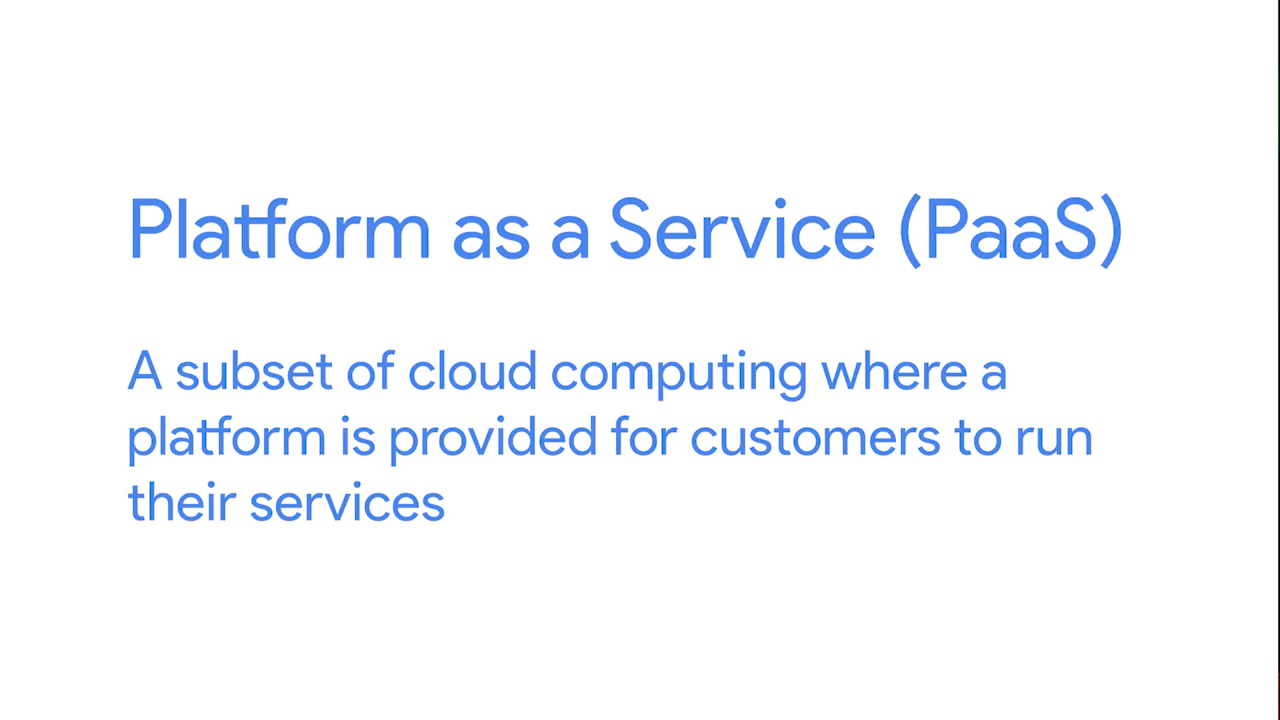 Platform as a Service (PaaS)
A subset of cloud computing where a
platform is provided for customers to run
their services